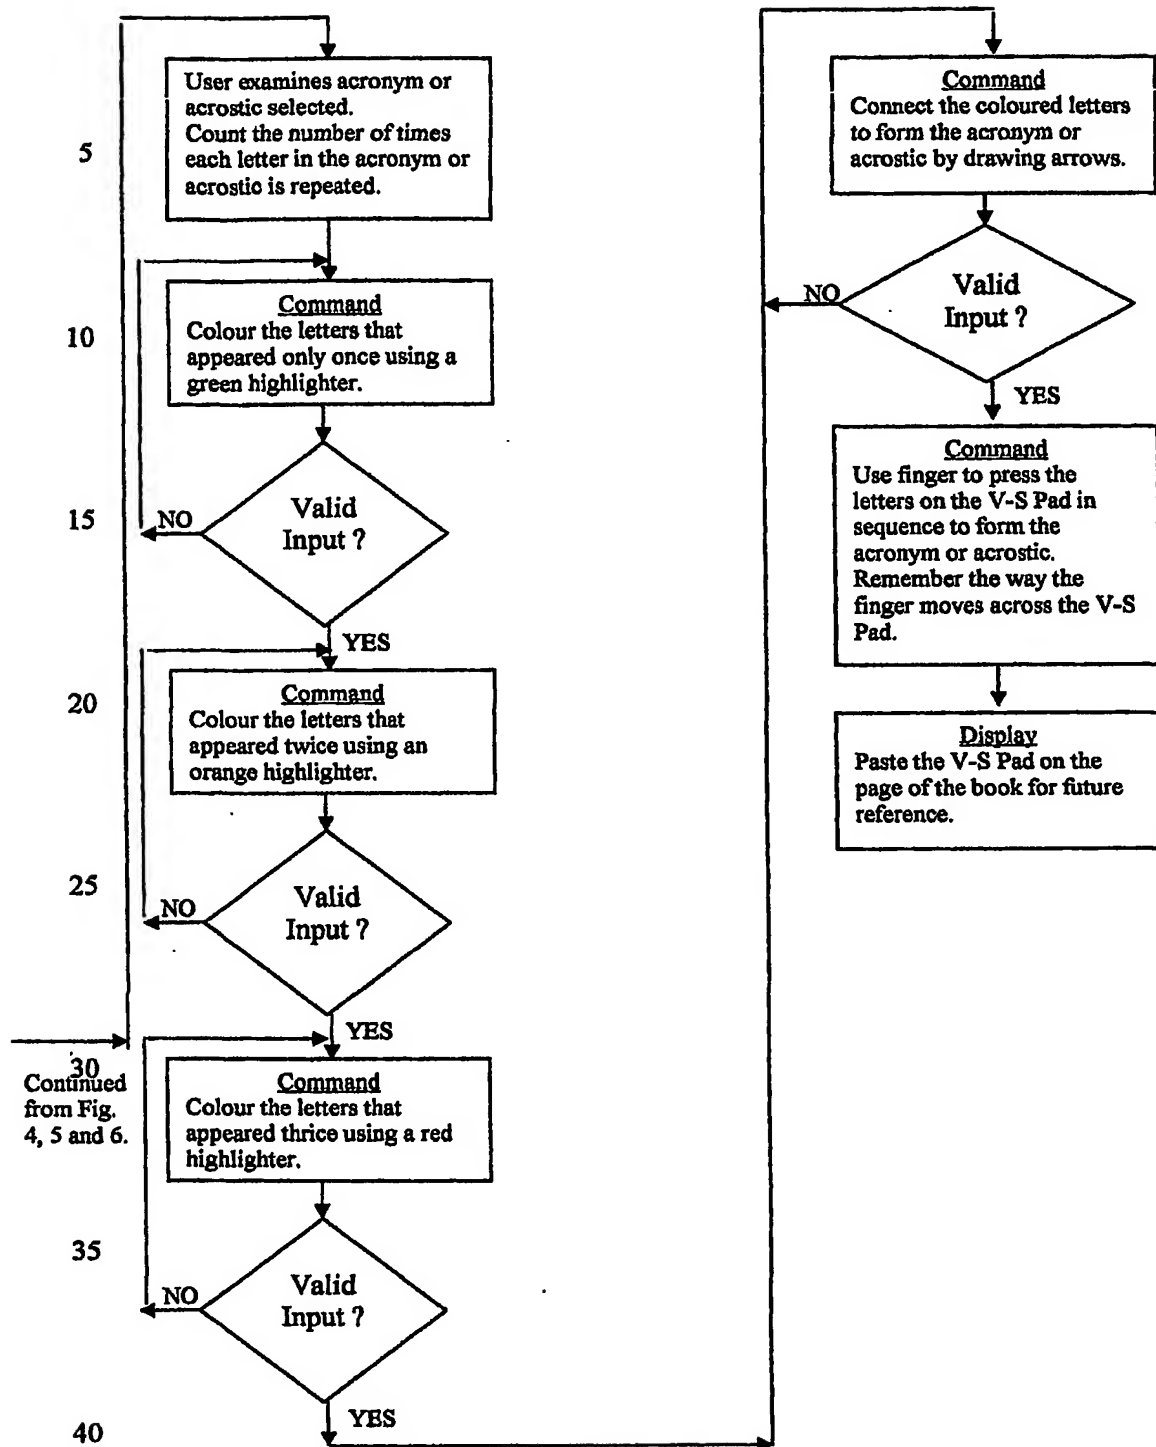 User examines acronym or
acrostic selected.
Count the number of times
each letter in the acronym or
acrostic is repeated.
5
Command
Colour the letters that
appeared only once using a
green highlighter.
10
Valid
Input ?
15
NO
YES
Command
Colour the letters that
appeared twice using an
orange highlighter.
20
Valid
Input ?
25
NO
YES
30
Continued
from Fig.
4, 5 and 6.
Command
Colour the letters that
appeared thrice using a red
highlighter.
35
Valid
Input ?
NO
YES
40
Command
Connect the coloured letters
to form the acronym or
acrostic by drawing arrows.
Valid
Input ?
NO
YES
Command
Use finger to press the
letters on the V-S Pad in
sequence to form the
acronym or acrostic.
Remember the way the
finger moves across the V-S
Pad.
Display
Paste the V-S Pad on the
page of the book for future
reference.